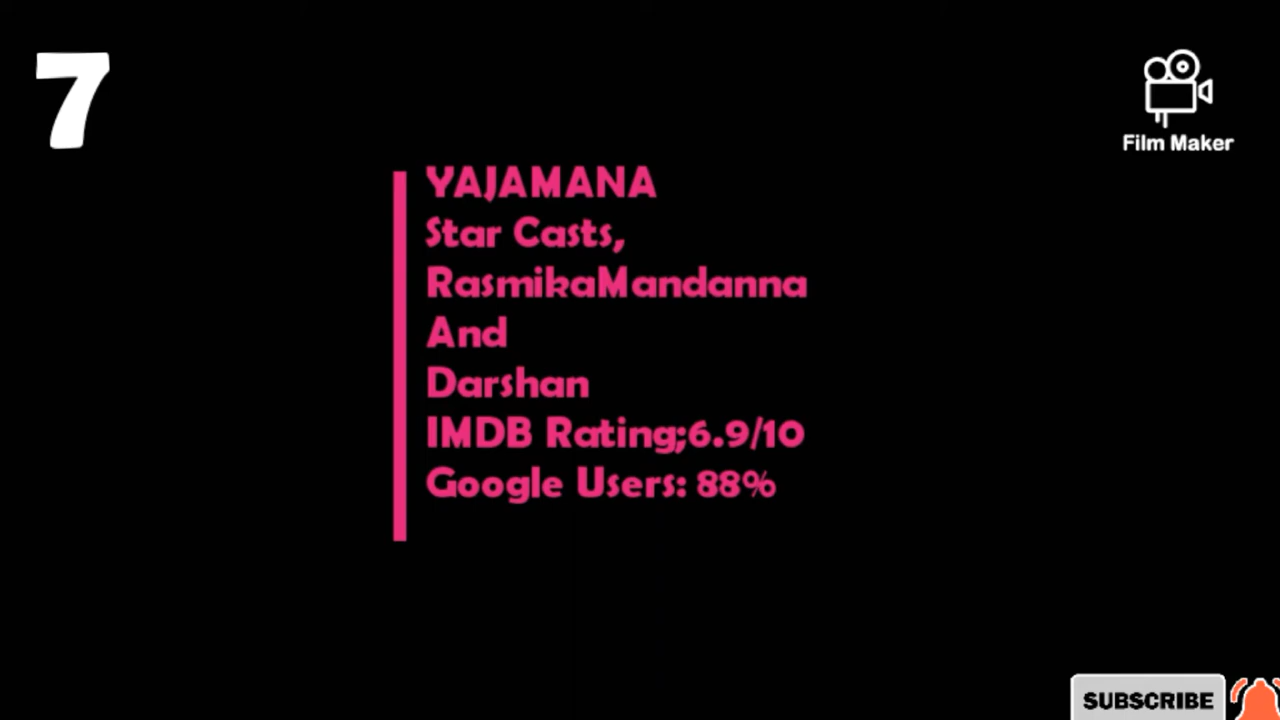 7
Film Maker
YAJAMANA
Star Casts,
RasmikaMandanna
And
Darshan
IMDB Rating;6.9/10
Google Users: 88%
SUBSCRIBE